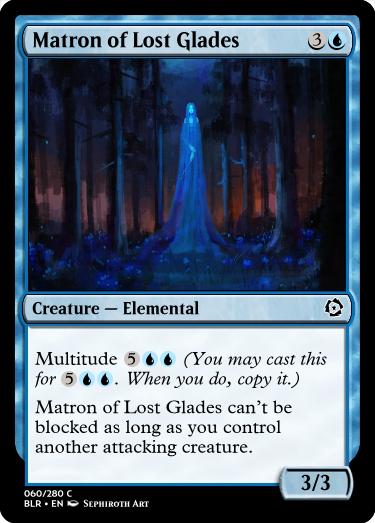 Matron of Lost Glades 3
Creature — Elemental
Multitude 5 (You may cast this
for 5. When you do, copy it.)
Matron of Lost Glades can't be
blocked as long as you control
another attacking creature.
3/3
060/280 C
BLR • EN Sephiroth Art